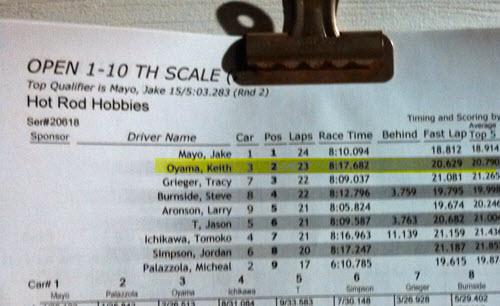 OPEN 1-10 TH SCALE (
Top Qualifier is Mayo, Jake 15/5:03.283 (Rnd 2)
Hot Rod Hobbies
Ser#20618
Timing and Scoring by
Sponsor Driver Name Car Pos Laps Race Time Behind Fast Lap Average Top 5
Mayo, Jake 1 1 24 8:10.094 18.812 18.914
Oyama, Keith 3 2 23 8:17.682 20.629
Grieger, Tracy 7 3 22 8:09.037 21.081 21.265
Burnside, Steve 8 4 22 8:12.796 3.759 19.795
Aronson, Larry 9 5 21 8:05.824 19.674
T, Jason 5 6 21 8:09.587 3.763 20.682
Ichikawa, Tomoko 4 7 21 8:16.963 11.139 21.159
Simpson, Jordan 6 8 20 8:17.247 21.187
Palazzola, Micheal 2 9 17 6:10.785 19.615
Car# 1 2 3 4 5 6 7 8
Mayo Palazzola Oyama Ichikawa Simpson Grieger Burnside